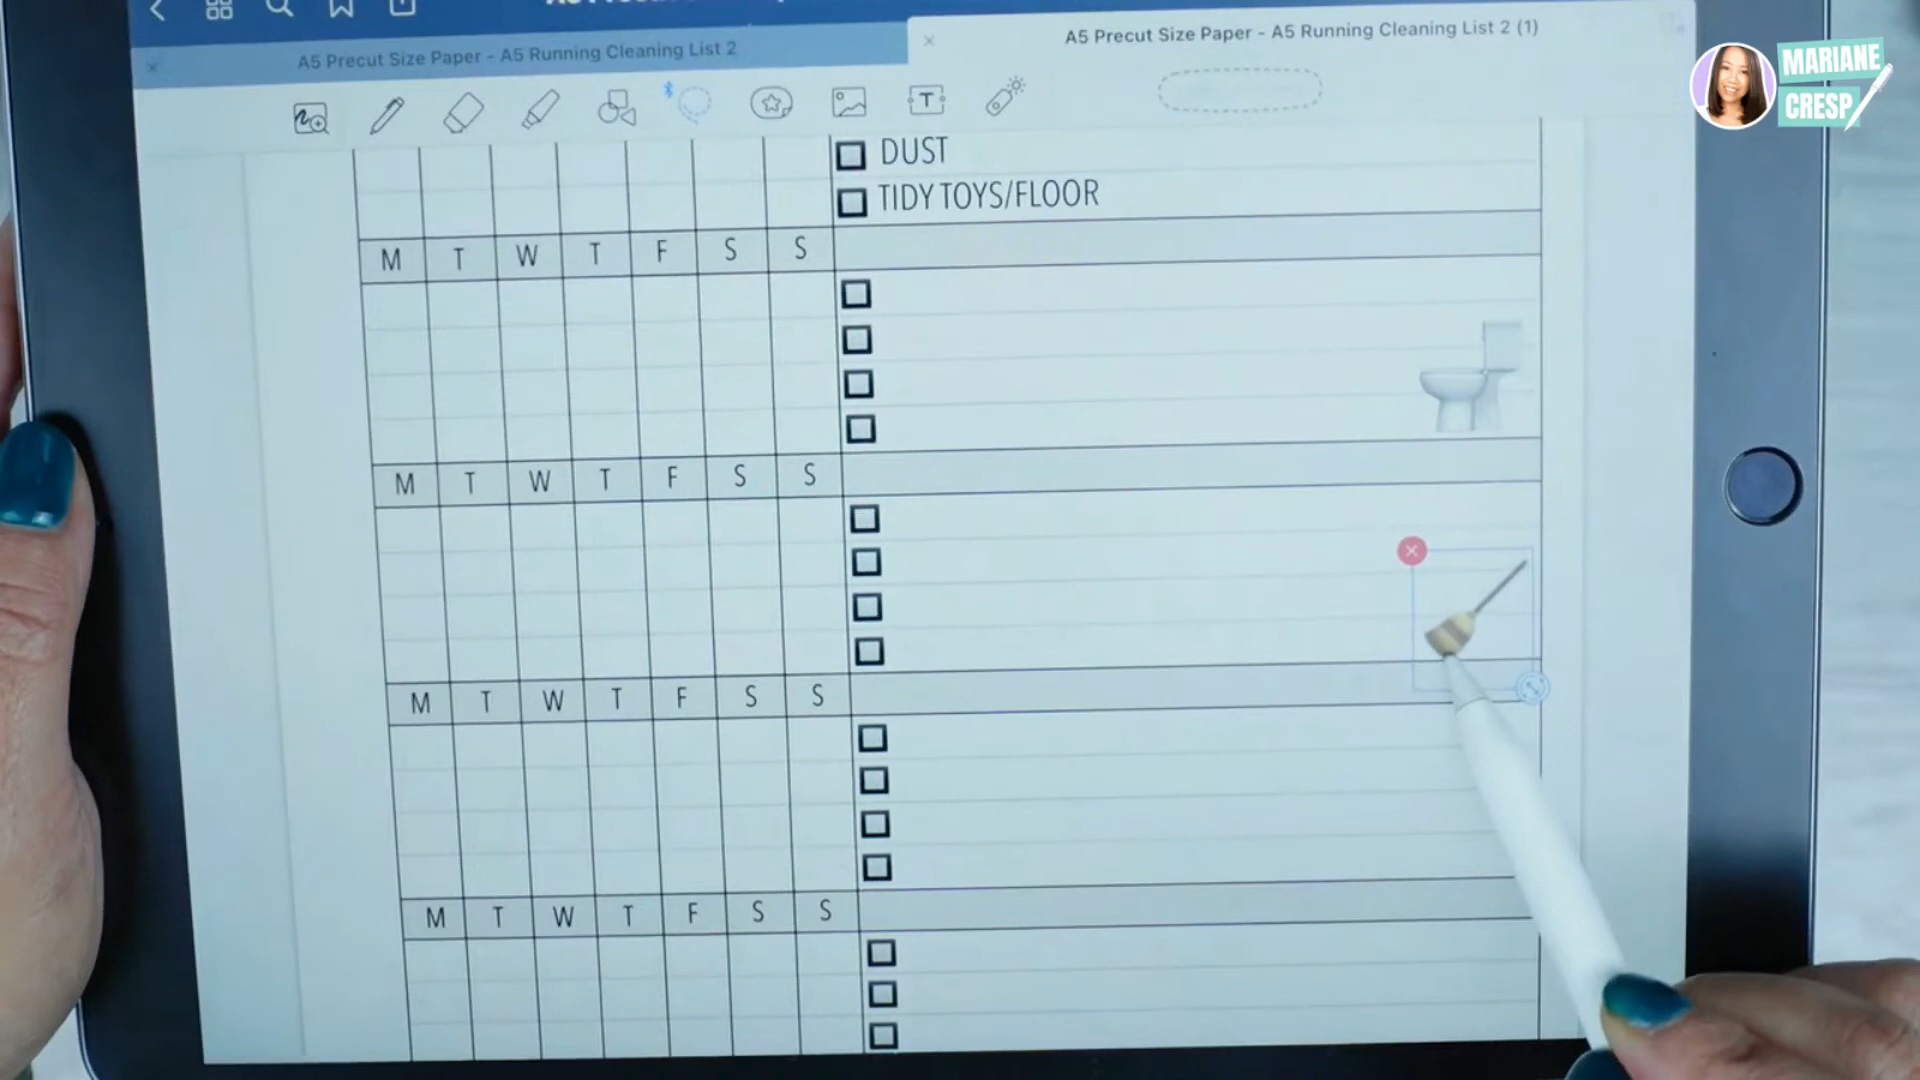 A5 Precut Size Paper - A5 Running Cleaning List 2
A5 Precut Size Paper - A5 Running Cleaning List 2 (1)
MARIANE
CRESP
T
DUST
TIDY TOYS/FLOOR
M T W T F S S
M T W T F S S
M T W T F S S
M T W T F S S